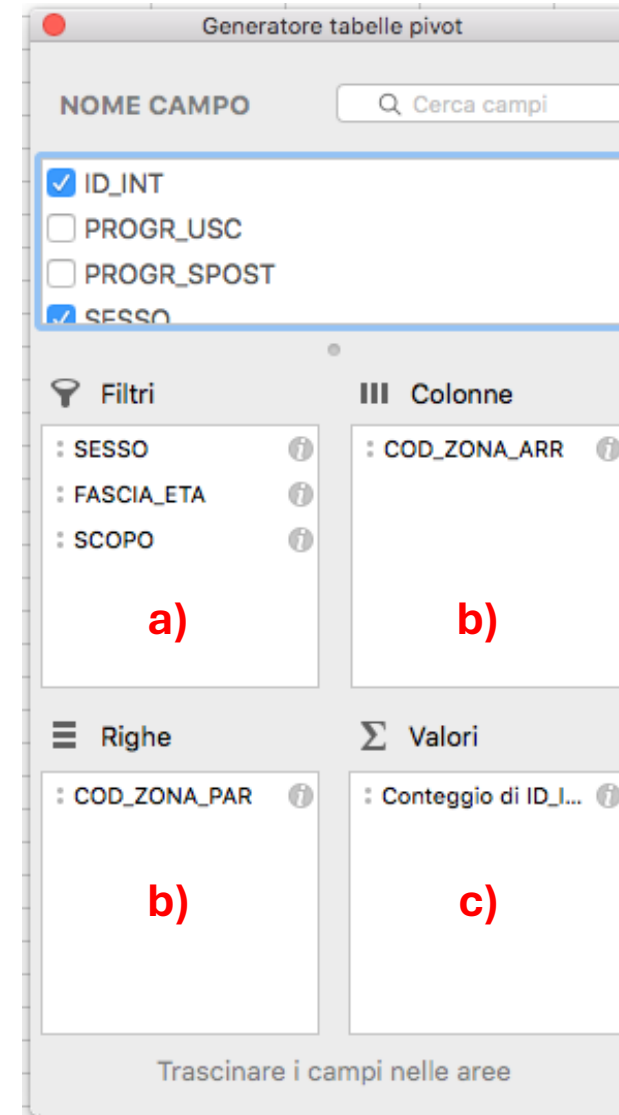 Generatore tabelle pivot
NOME CAMPO
Cerca campi
ID_INT
PROGR_USC
PROGR_SPOST
SESSO
Filtri
SESSO
FASCIA_ETA
SCOPO
a)
Colonne
COD_ZONA_ARR
b)
Righe
COD_ZONA_PAR
b)
Σ Valori
Conteggio di ID_I...
c)
Trascinare i campi nelle aree